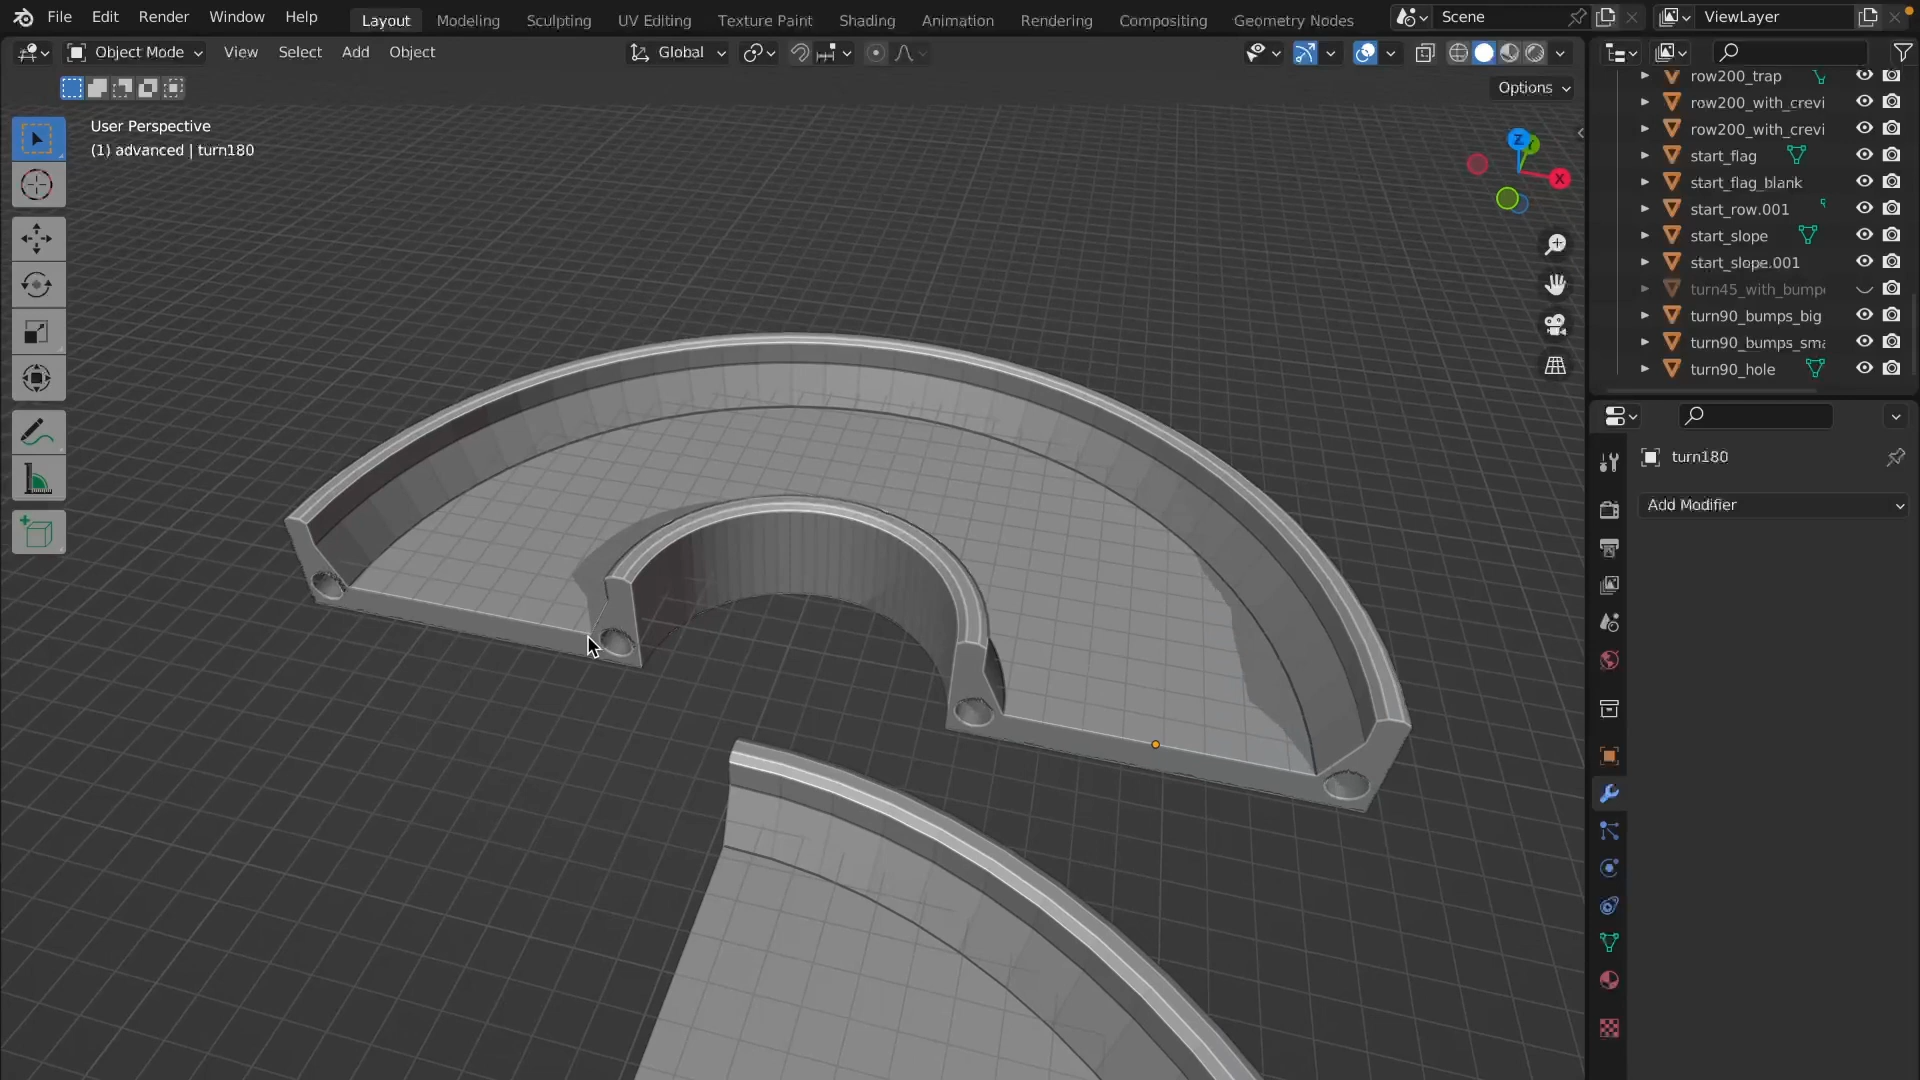 File Edit Render Window Help
Layout Modeling Sculpting UV Editing Texture Paint Shading Animation Rendering Compositing Geometry Nodes
Scene
ViewLayer
Object Mode View Select Add Object
Global
Options
User Perspective
(1) advanced | turn180
Z
X
row200_trap
row200_with_crevi
row200_with_crevi
start_flag
start_flag_blank
start_row.001
start_slope
start_slope.001
turn45_with_bump
turn90_bumps_big
turn90_bumps_sma
turn90_hole
turn180
Add Modifier